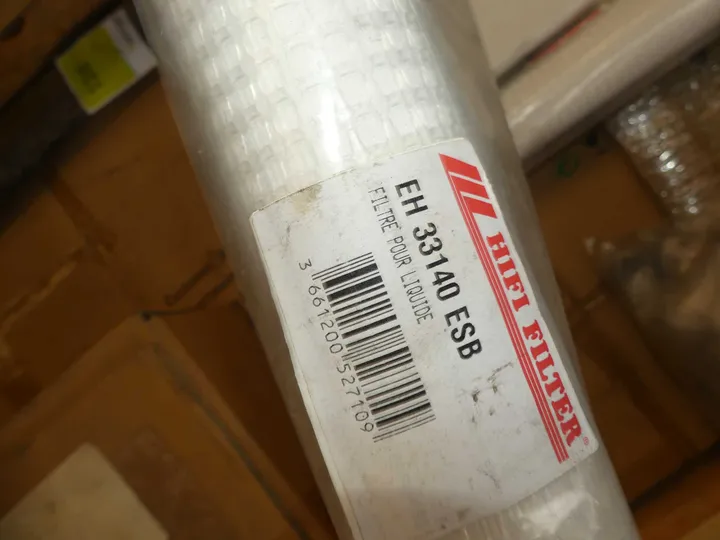 HIFI FILTER®
EH 33140 ESB
FILTRE POUR LIQUIDE
3 661200 527109